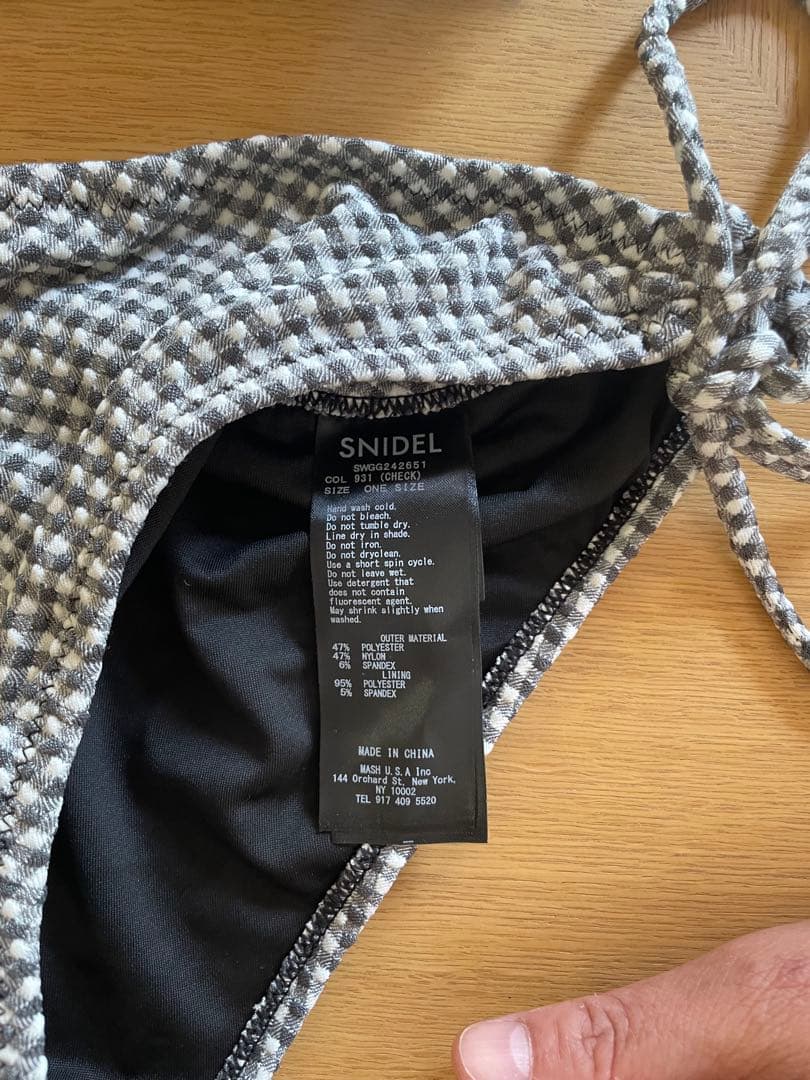 SNIDEL
SWGG242651
COL 931 (CHECK)
SIZE ONE SIZE
Hand wash cold.
Do not bleach.
Do not tumble dry.
Line dry in shade.
Do not iron.
Do not dryclean.
Use a short spin cycle.
Do not leave wet.
Use detergent that
does not contain
fluorescent agent.
May shrink slightly when
washed.
OUTER MATERIAL
47% POLYESTER
47% NYLON
6% SPANDEX
LINING
95% POLYESTER
5% SPANDEX
MADE IN CHINA
MASH U.S.A Inc
144 Orchard St, New York,
NY 10002
TEL 917 409 5520